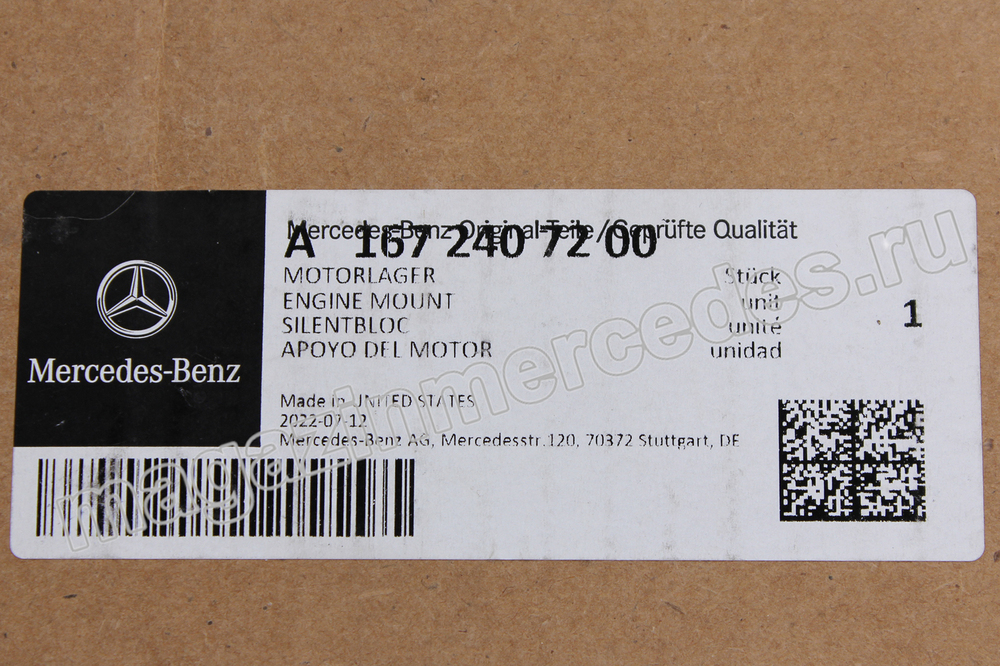 Mercedes-Benz Original-Teile/Geprüfte Qualität
A 167 240 72 00
MOTORLAGER Stück
ENGINE MOUNT unit
SILENTBLOC unité 1
APOYO DEL MOTOR unidad
Mercedes-Benz
Made in UNITED STATES
2022-07-12
Mercedes-Benz AG, Mercedesstr.120, 70372 Stuttgart, DE
magazinmercedes.ru